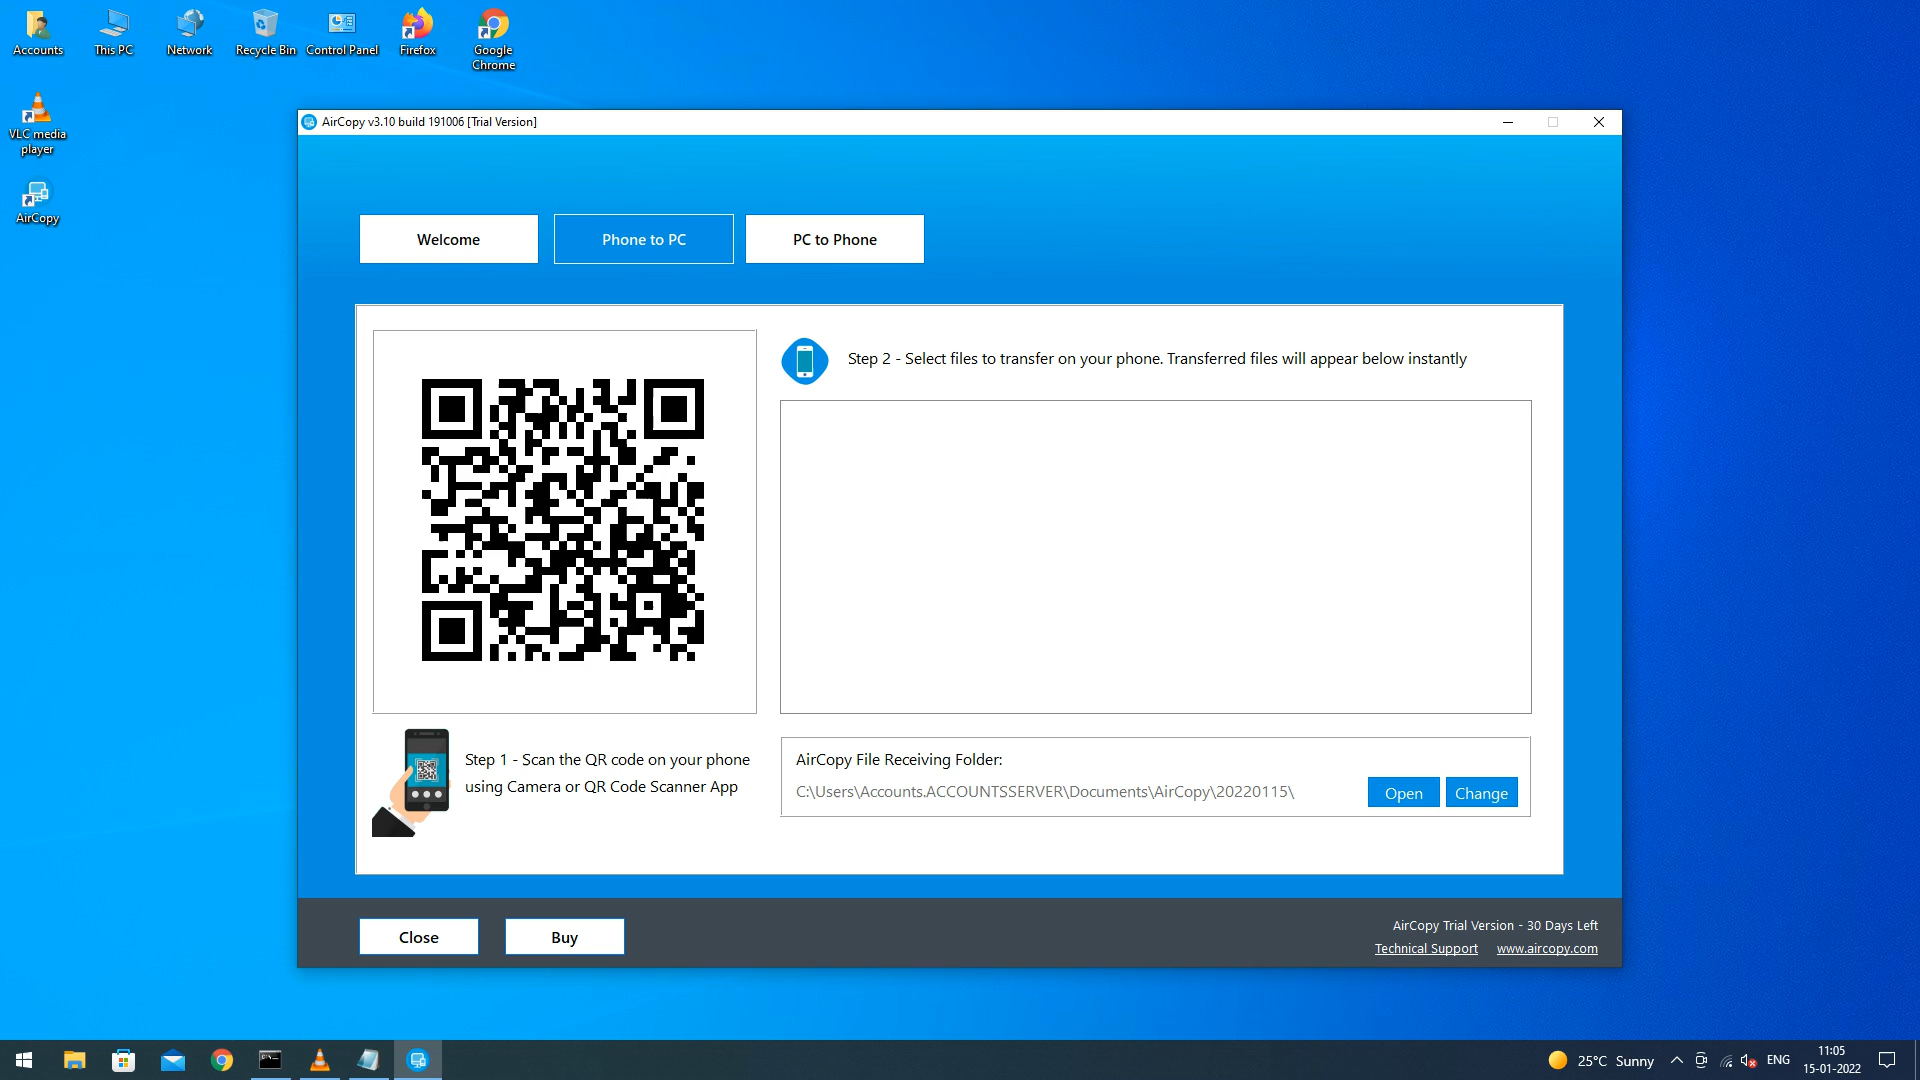 Accounts
This PC
Network
Recycle Bin
Control Panel
Firefox
Google
Chrome
VLC media
player
AirCopy
AirCopy v3.10 build 191006 [Trial Version]
Welcome
Phone to PC
PC to Phone
Step 2 - Select files to transfer on your phone. Transferred files will appear below instantly
Step 1 - Scan the QR code on your phone
using Camera or QR Code Scanner App
AirCopy File Receiving Folder:
C:\Users\Accounts.ACCOUNTSSERVER\Documents\AirCopy\20220115\
Open
Change
Close
Buy
AirCopy Trial Version - 30 Days Left
Technical Support
www.aircopy.com
25°C Sunny
ENG
11:05
15-01-2022